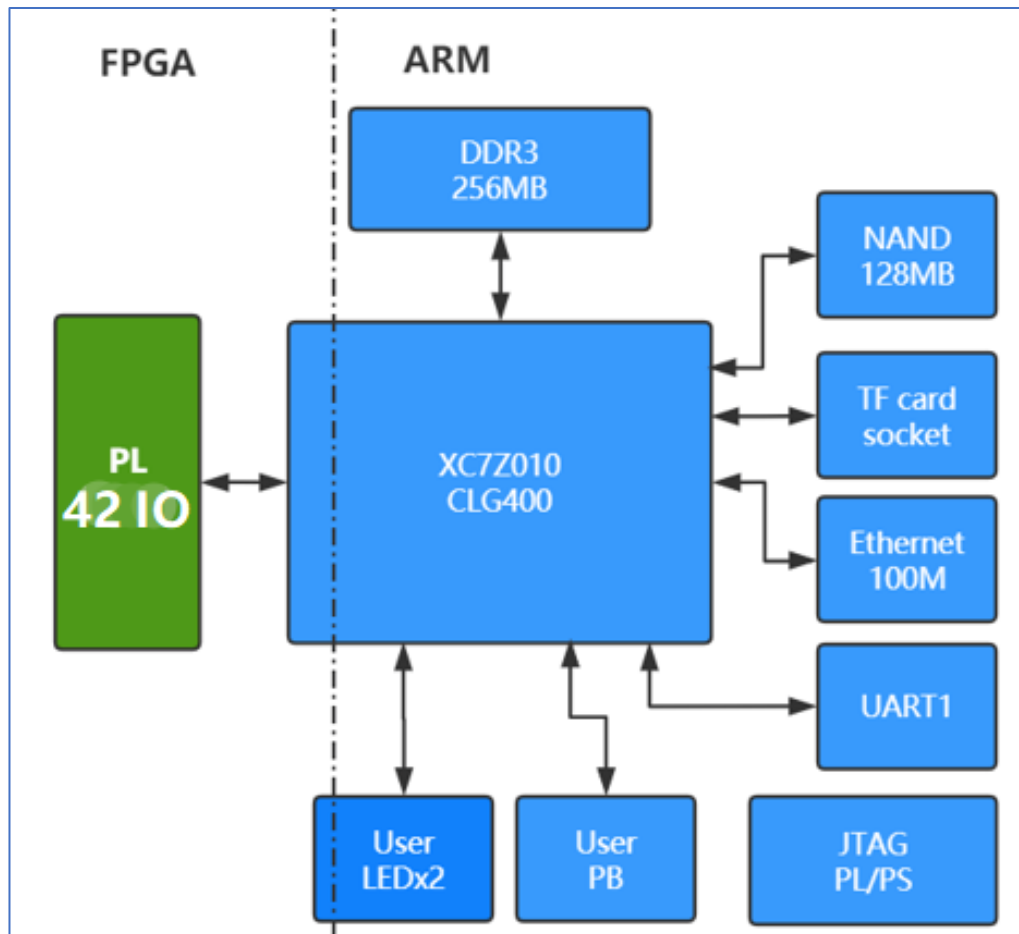 FPGA
ARM
DDR3
256MB
NAND
128MB
TF card
socket
PL
42 IO
XC7Z010
CLG400
Ethernet
100M
UART1
User
LEDx2
User
PB
JTAG
PL/PS